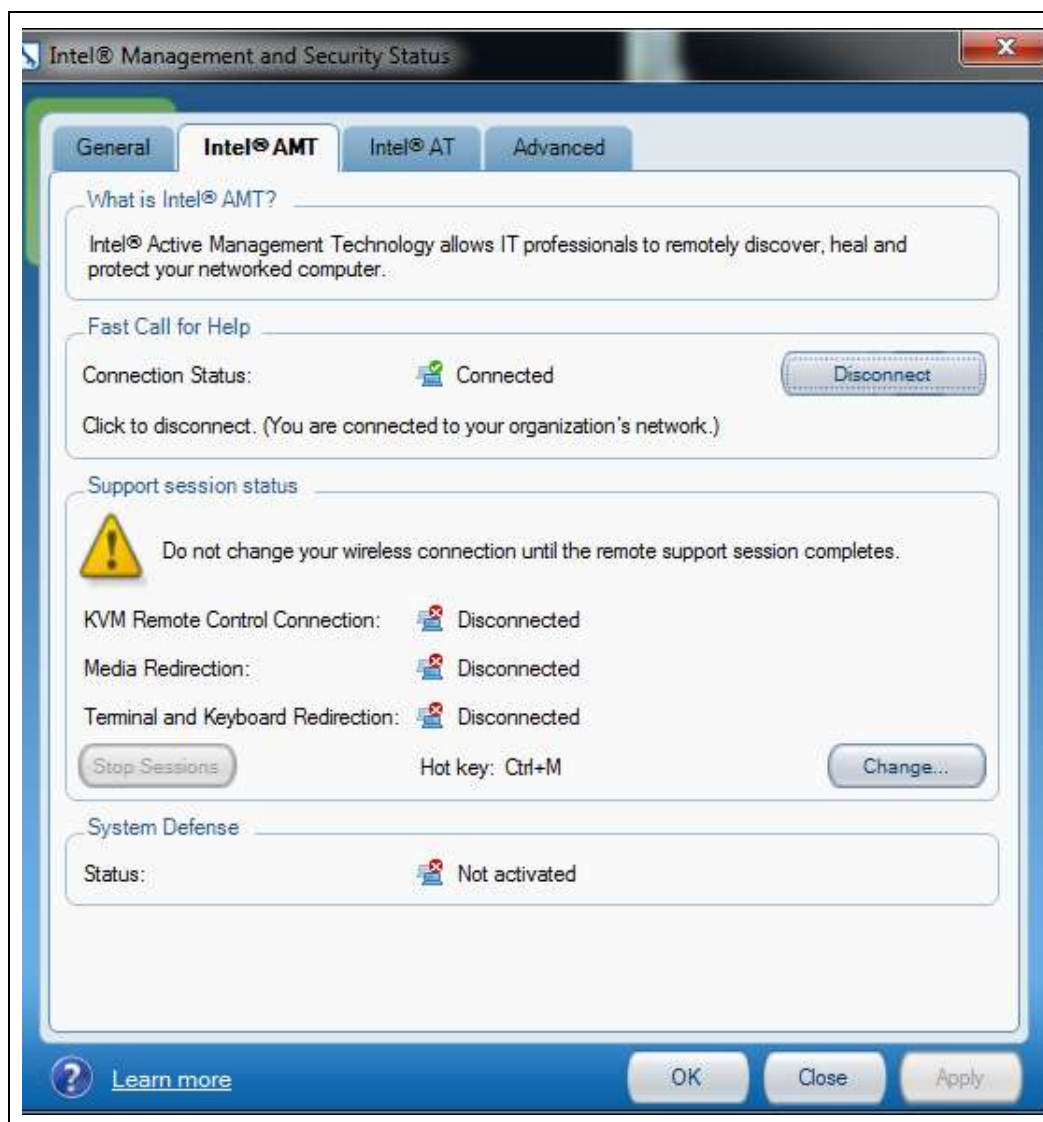 Intel® Management and Security Status
General Intel® AMT Intel® AT Advanced
What is Intel® AMT?
Intel® Active Management Technology allows IT professionals to remotely discover, heal and
protect your networked computer.
Fast Call for Help
Connection Status: Connected Disconnect
Click to disconnect. (You are connected to your organization's network.)
Support session status
Do not change your wireless connection until the remote support session completes.
KVM Remote Control Connection: Disconnected
Media Redirection: Disconnected
Terminal and Keyboard Redirection: Disconnected
Stop Sessions Hot key: Ctrl+M Change...
System Defense
Status: Not activated
Learn more OK Close Apply